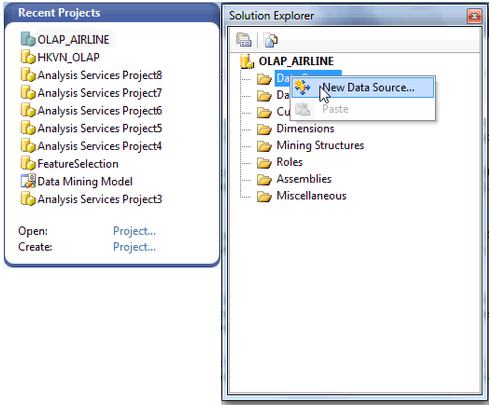 Recent Projects
OLAP_AIRLINE
HKVN_OLAP
Analysis Services Project8
Analysis Services Project7
Analysis Services Project6
Analysis Services Project5
Analysis Services Project4
FeatureSelection
Data Mining Model
Analysis Services Project3
Open: Project...
Create: Project...
Solution Explorer
OLAP_AIRLINE
New Data Source...
Paste
Dimensions
Mining Structures
Roles
Assemblies
Miscellaneous